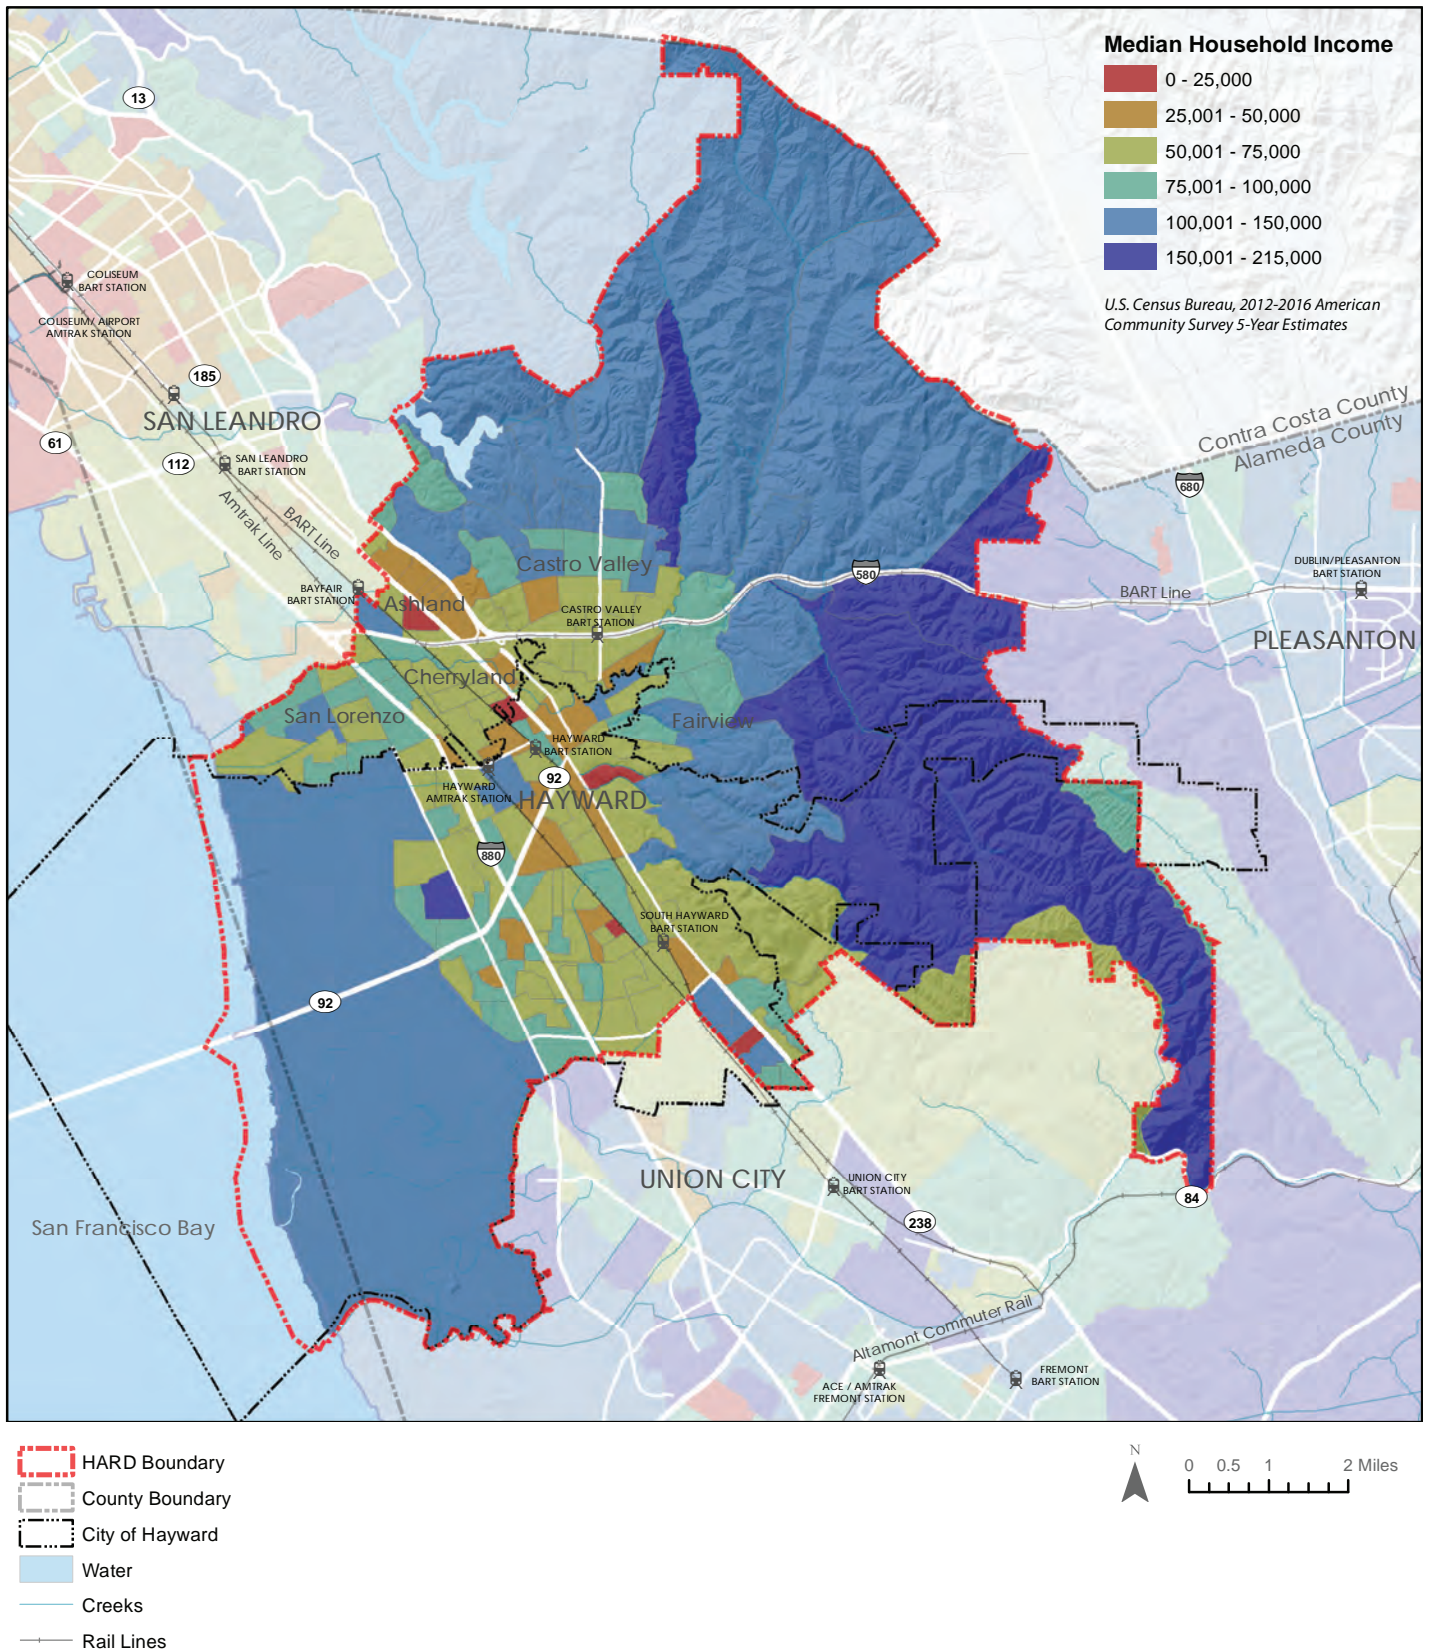 Median Household Income
0 - 25,000
25,001 - 50,000
50,001 - 75,000
75,001 - 100,000
100,001 - 150,000
150,001 - 215,000
U.S. Census Bureau, 2012-2016 American
Community Survey 5-Year Estimates
13
COLISEUM
BART STATION
COLISEUM/ AIRPORT
AMTRAK STATION
185
SAN LEANDRO
61
112
SAN LEANDRO
BART STATION
Amtrak Line
BART Line
Contra Costa County
Alameda County
680
BAYFAIR
BART STATION
Ashland
Castro Valley
CASTRO VALLEY
BART STATION
580
BART Line
DUBLIN/PLEASANTON
BART STATION
PLEASANTON
Cherryland
San Lorenzo
Fairview
HAYWARD
BART STATION
92
HAYWARD
AMTRAK STATION
HAYWARD
880
SOUTH HAYWARD
BART STATION
92
UNION CITY
UNION CITY
BART STATION
84
238
San Francisco Bay
Altamont Commuter Rail
ACE / AMTRAK
FREMONT STATION
FREMONT
BART STATION
HARD Boundary
County Boundary
City of Hayward
Water
Creeks
Rail Lines
N
0 0.5 1 2 Miles